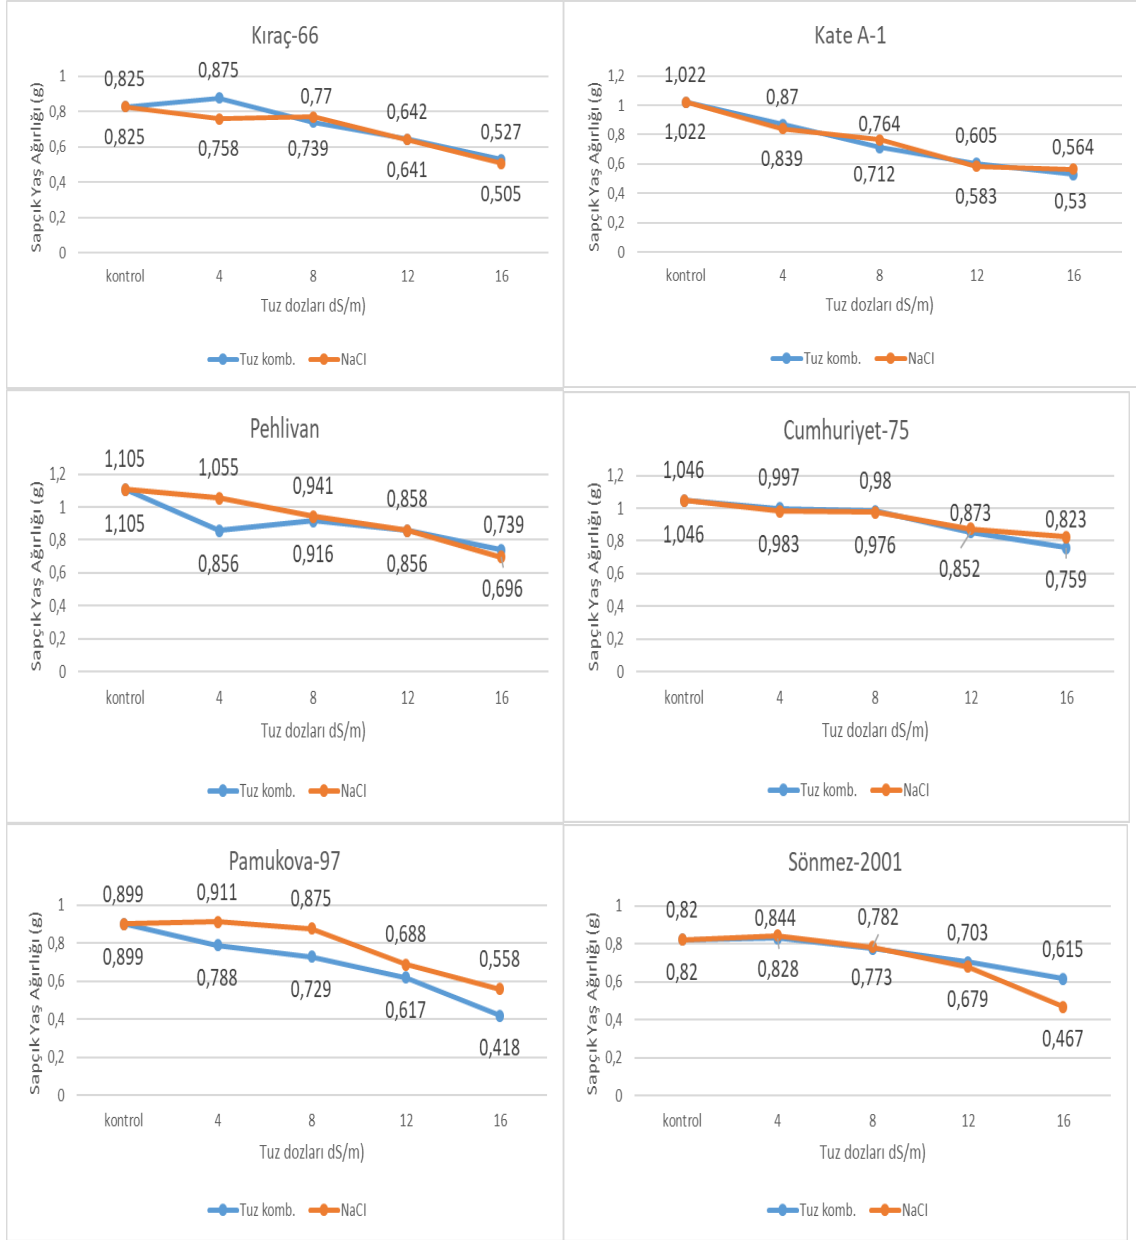 Kıraç-66
Sapçık Yaş Ağırlığı (g)
1
0,8
0,6
0,4
0,2
0
0,825 0,875 0,77 0,642 0,527
0,825 0,758 0,739 0,641 0,505
kontrol 4 8 12 16
Tuz dozları dS/m)
Tuz komb. NaCI
Kate A-1
Sapçık Yaş Ağırlığı (g)
1,2
1
0,8
0,6
0,4
0,2
0
1,022 0,87 0,764 0,605 0,564
1,022 0,839 0,712 0,583 0,53
kontrol 4 8 12 16
Tuz dozları dS/m)
Tuz komb. NaCI
Pehlivan
Sapçık Yaş Ağırlığı (g)
1,2
1
0,8
0,6
0,4
0,2
0
1,105 1,055 0,941 0,858 0,739
1,105 0,856 0,916 0,856 0,696
kontrol 4 8 12 16
Tuz dozları dS/m)
Tuz komb. NaCI
Cumhuriyet-75
Sapçık Yaş Ağırlığı (g)
1,2
1
0,8
0,6
0,4
0,2
0
1,046 0,997 0,98 0,873 0,823
1,046 0,983 0,976 0,852 0,759
kontrol 4 8 12 16
Tuz dozları dS/m)
Tuz komb. NaCI
Pamukova-97
Sapçık Yaş Ağırlığı (g)
1
0,8
0,6
0,4
0,2
0
0,899 0,911 0,875 0,688 0,558
0,899 0,788 0,729 0,617 0,418
kontrol 4 8 12 16
Tuz dozları dS/m)
Tuz komb. NaCI
Sönmez-2001
Sapçık Yaş Ağırlığı (g)
1
0,8
0,6
0,4
0,2
0
0,82 0,844 0,782 0,703 0,615
0,82 0,828 0,773 0,679 0,467
kontrol 4 8 12 16
Tuz dozları dS/m)
Tuz komb. NaCI